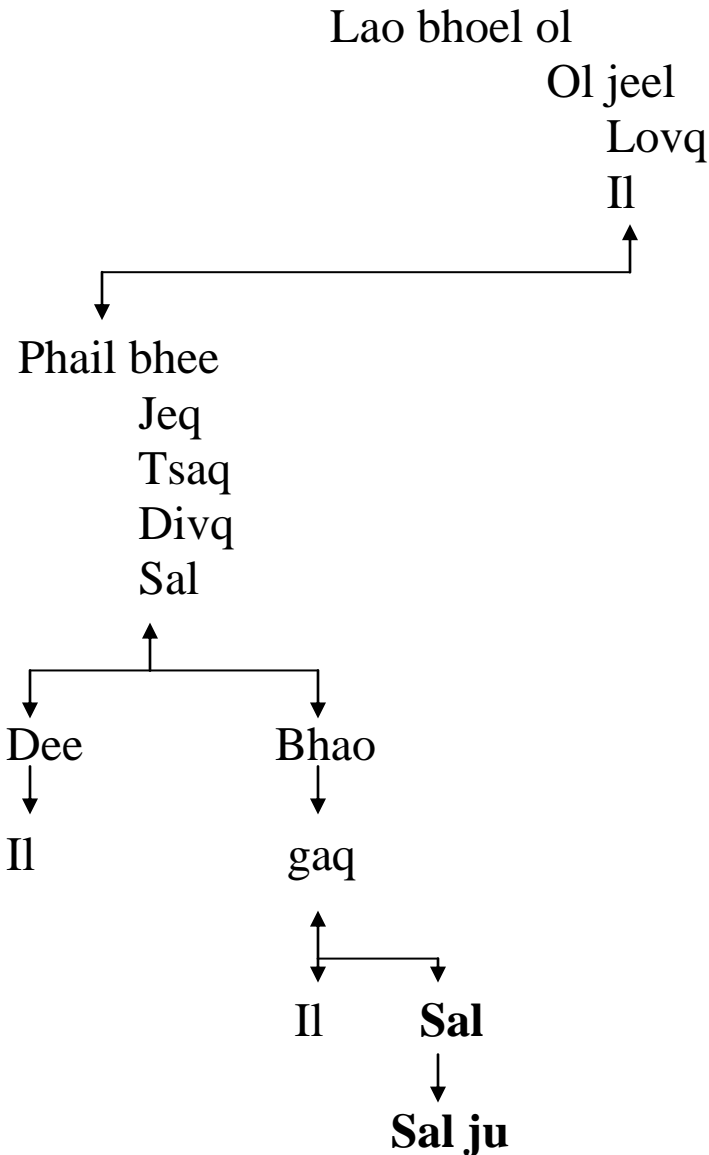 Lao bhoel ol
Ol jeel
Lovq
Il
Phail bhee
Jeq
Tsaq
Divq
Sal
Dee Bhao
Il gaq
Il Sal
Sal ju